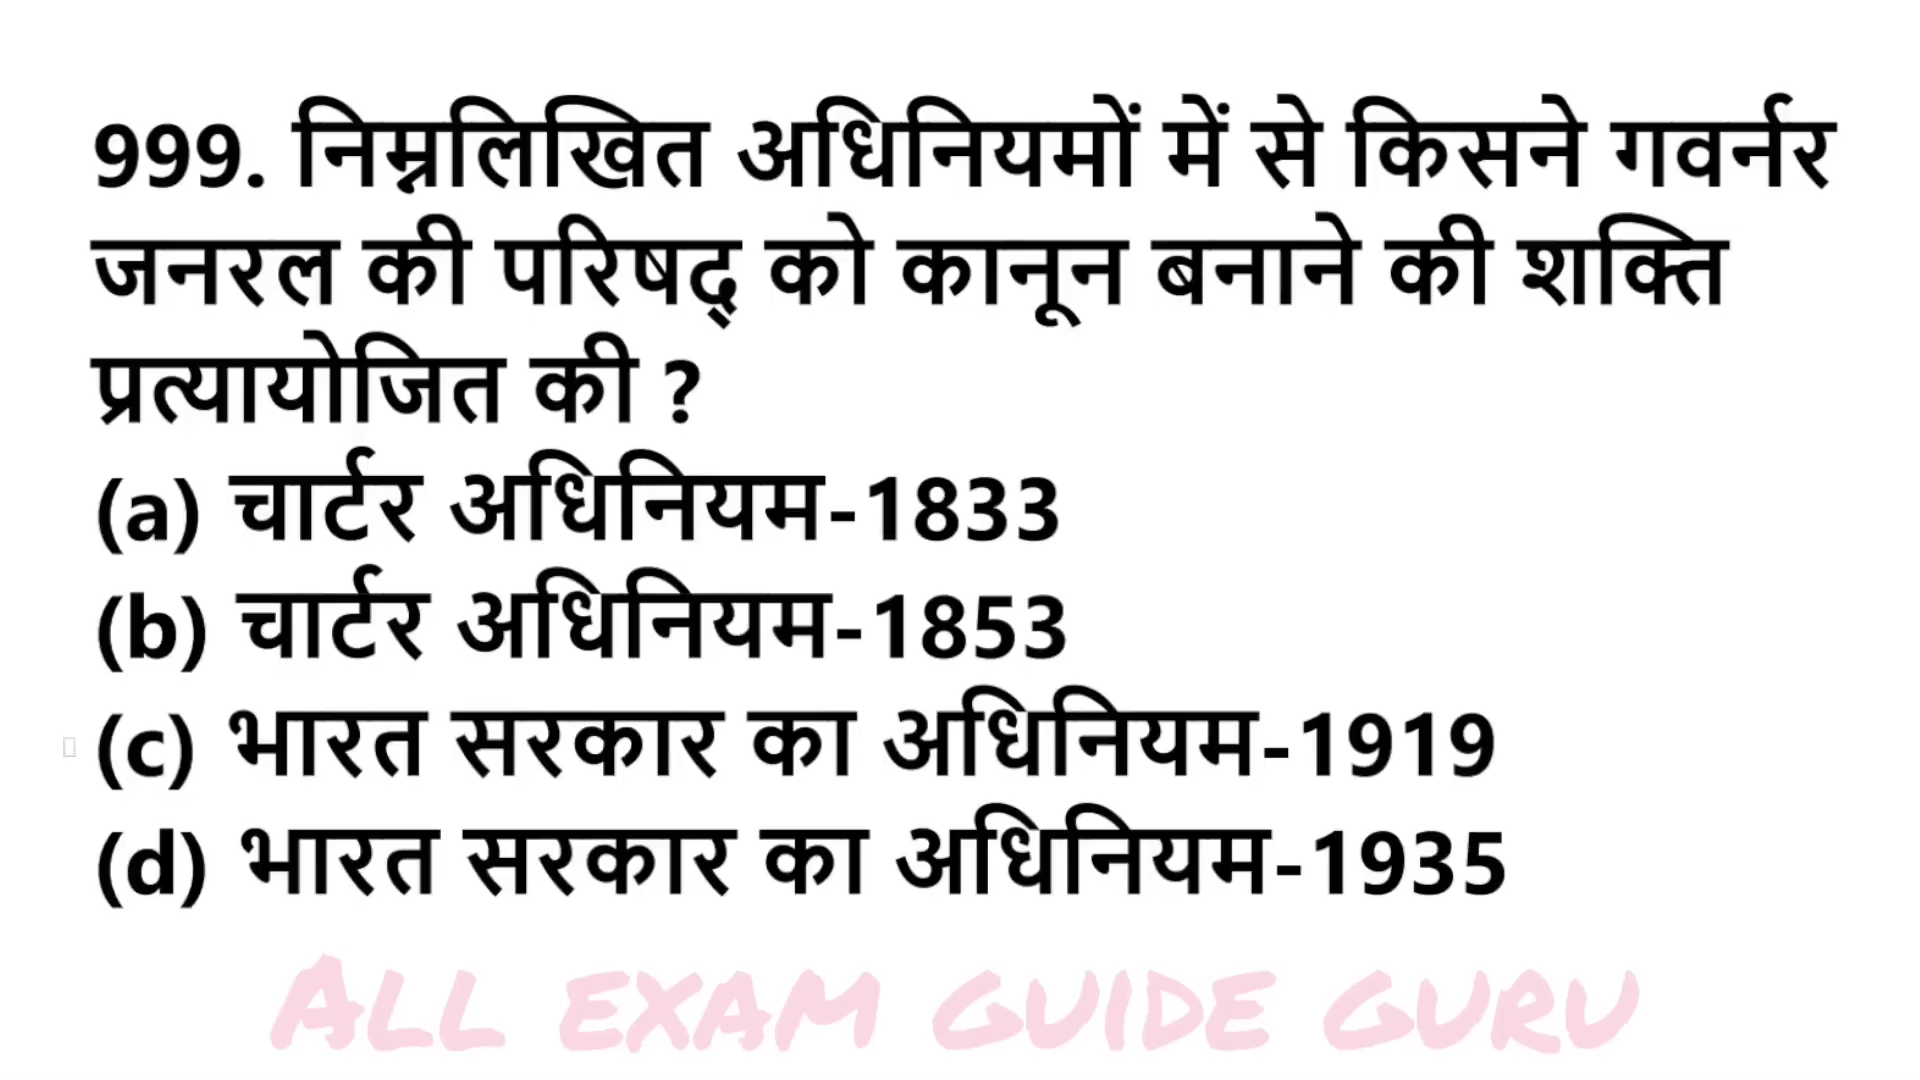 999. निम्नलिखित अधिनियमों में से किसने गवर्नर
जनरल की परिषद् को कानून बनाने की शक्ति
प्रत्यायोजित की ?
(a) चार्टर अधिनियम-1833
(b) चार्टर अधिनियम-1853
(c) भारत सरकार का अधिनियम-1919
(d) भारत सरकार का अधिनियम-1935
ALL EXAM GUIDE GURU